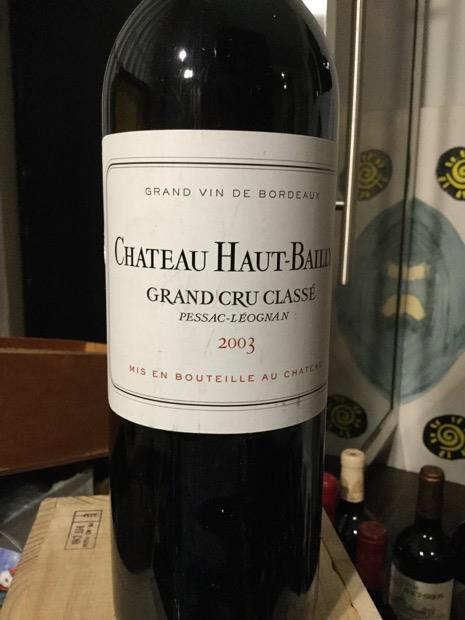 GRAND VIN DE BORDEAUX
CHATEAU HAUT-BAILLY
GRAND CRU CLASSÉ
PESSAC-LÉOGNAN
2003
MIS EN BOUTEILLE AU CHATEAU